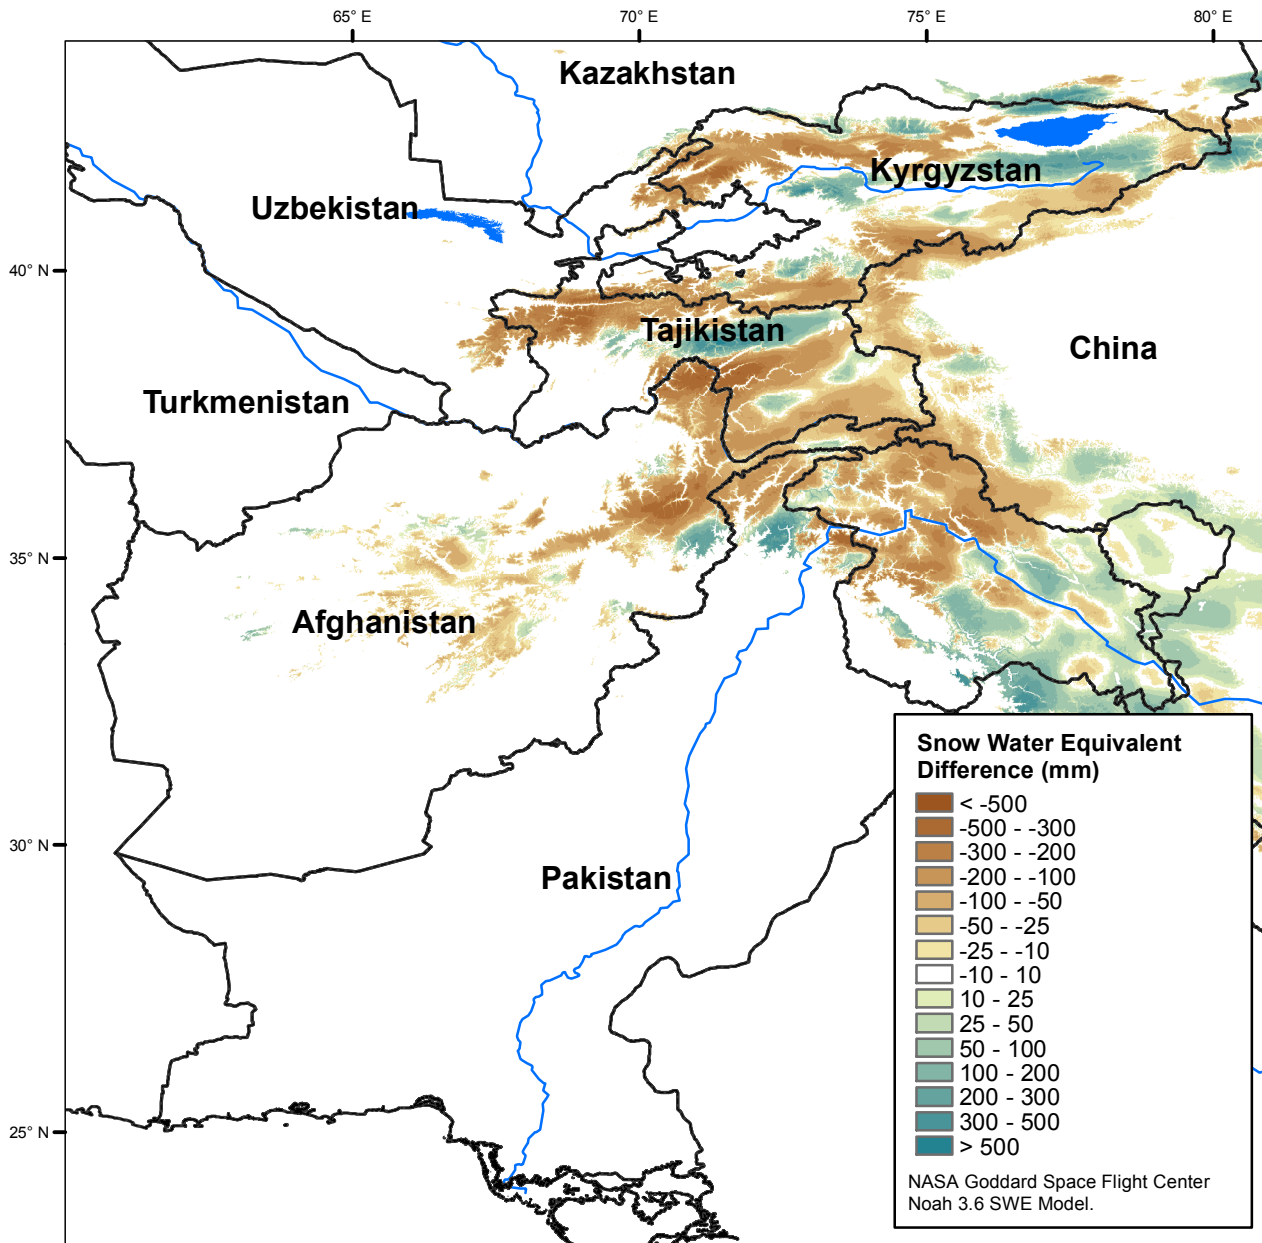 65° E
70° E
75° E
80° E
Kazakhstan
Kyrgyzstan
Uzbekistan
40° N
Tajikistan
China
Turkmenistan
35° N
Afghanistan
Snow Water Equivalent
Difference (mm)
< -500
-500 - -300
-300 - -200
-200 - -100
-100 - -50
-50 - -25
-25 - -10
-10 - 10
10 - 25
25 - 50
50 - 100
100 - 200
200 - 300
300 - 500
> 500
30° N
Pakistan
25° N
NASA Goddard Space Flight Center
Noah 3.6 SWE Model.